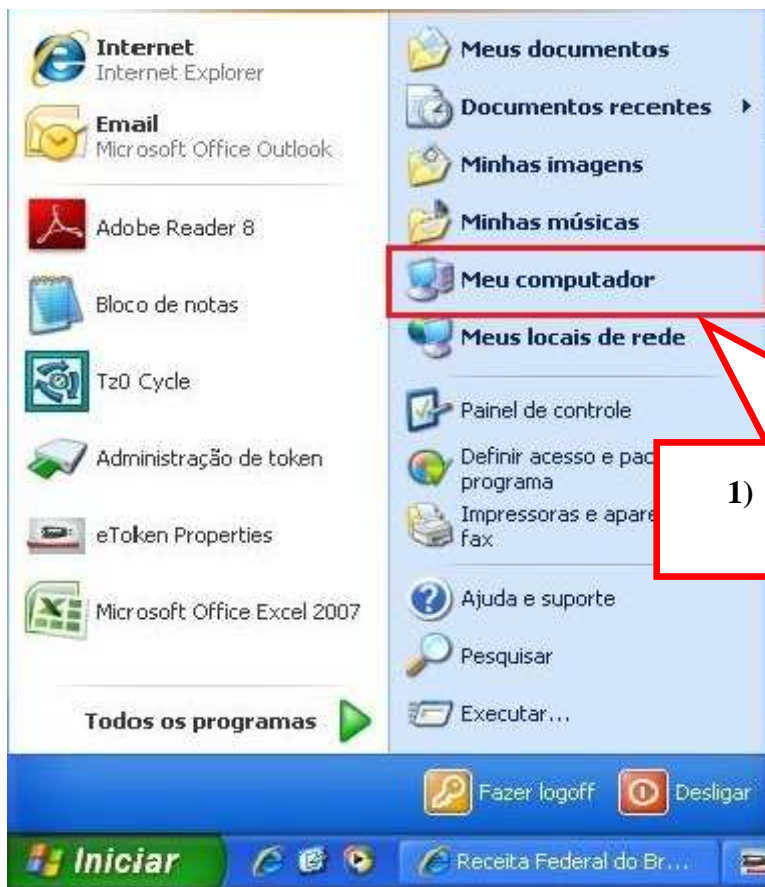 Internet
Internet Explorer
Email
Microsoft Office Outlook
Adobe Reader 8
Bloco de notas
Tz0 Cycle
Administração de token
eToken Properties
Microsoft Office Excel 2007
Todos os programas
Meus documentos
Documentos recentes
Minhas imagens
Minhas músicas
Meu computador
Meus locais de rede
Painel de controle
Definir acesso e pa
programa
Impressoras e apare
fax
1)
Ajuda e suporte
Pesquisar
Executar...
Fazer logoff
Desligar
Iniciar
Receita Federal do Br...